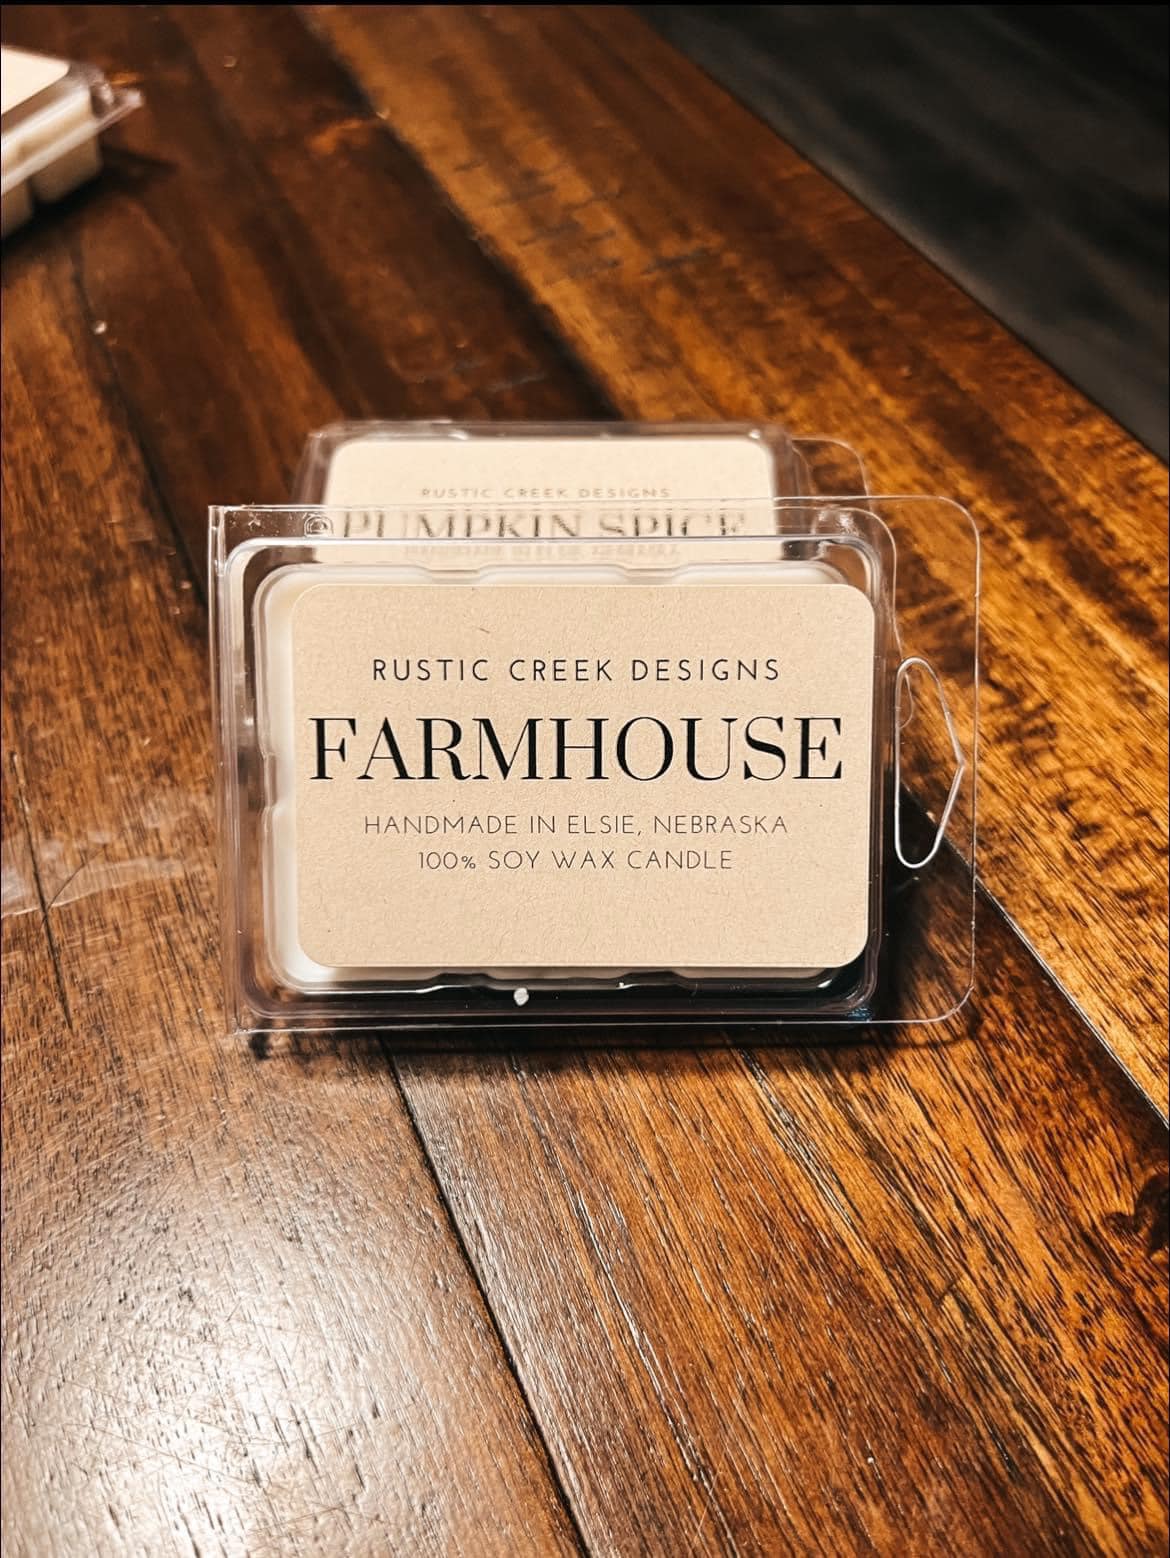 RUSTIC CREEK DESIGNS
PUMPKIN SPICE
RUSTIC CREEK DESIGNS
FARMHOUSE
HANDMADE IN ELSIE, NEBRASKA
100% SOY WAX CANDLE